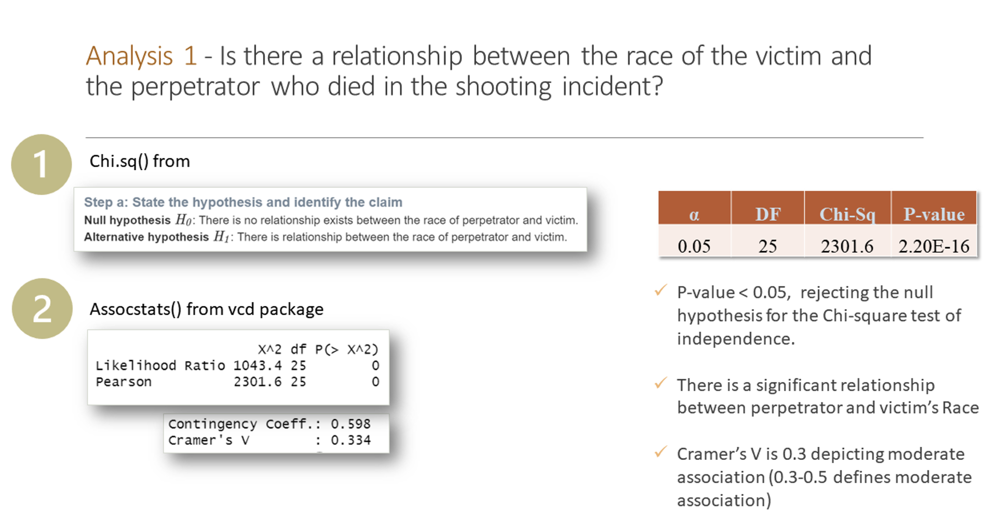 Analysis 1 - Is there a relationship between the race of the victim and
the perpetrator who died in the shooting incident?
1
Chi.sq() from
Step a: State the hypothesis and identify the claim
Null hypothesis H0: There is no relationship exists between the race of perpetrator and victim.
Alternative hypothesis H1: There is relationship between the race of perpetrator and victim.
2
Assocstats() from vcd package
X^2 df P(> X^2)
Likelihood Ratio 1043.4 25 0
Pearson 2301.6 25 0
Contingency Coeff.: 0.598
Cramer's V : 0.334
α DF Chi-Sq P-value
0.05 25 2301.6 2.20E-16
✓ P-value < 0.05, rejecting the null
hypothesis for the Chi-square test of
independence.
✓ There is a significant relationship
between perpetrator and victim’s Race
✓ Cramer’s V is 0.3 depicting moderate
association (0.3-0.5 defines moderate
association)